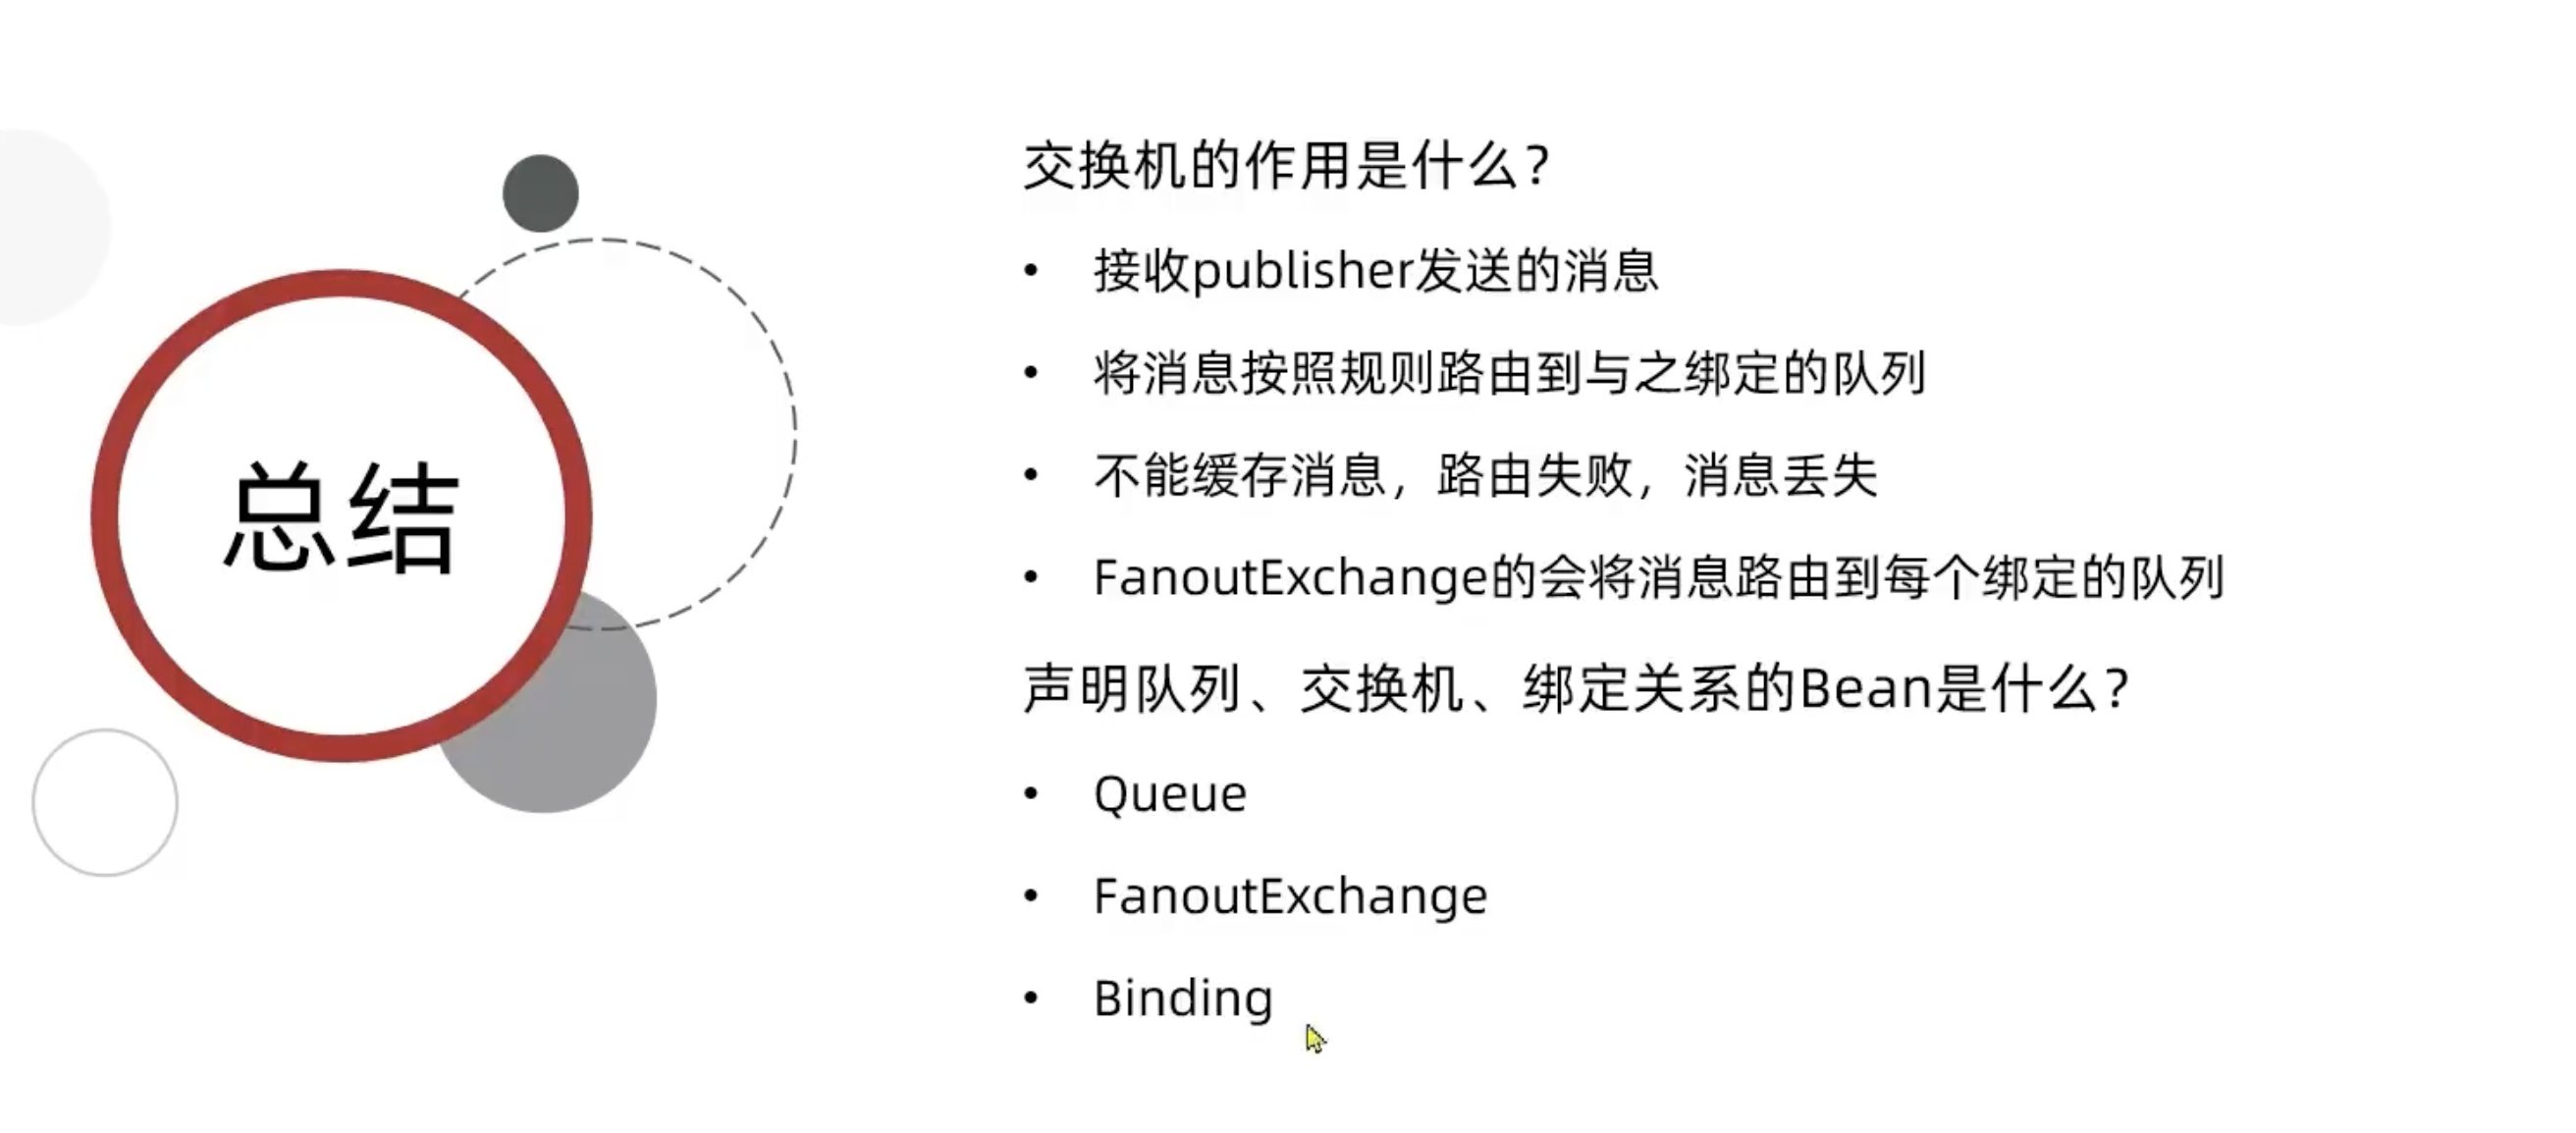 总结
交换机的作用是什么？
• 接收publisher发送的消息
• 将消息按照规则路由到与之绑定的队列
• 不能缓存消息，路由失败，消息丢失
• FanoutExchange的会将消息路由到每个绑定的队列
声明队列、交换机、绑定关系的Bean是什么？
• Queue
• FanoutExchange
• Binding